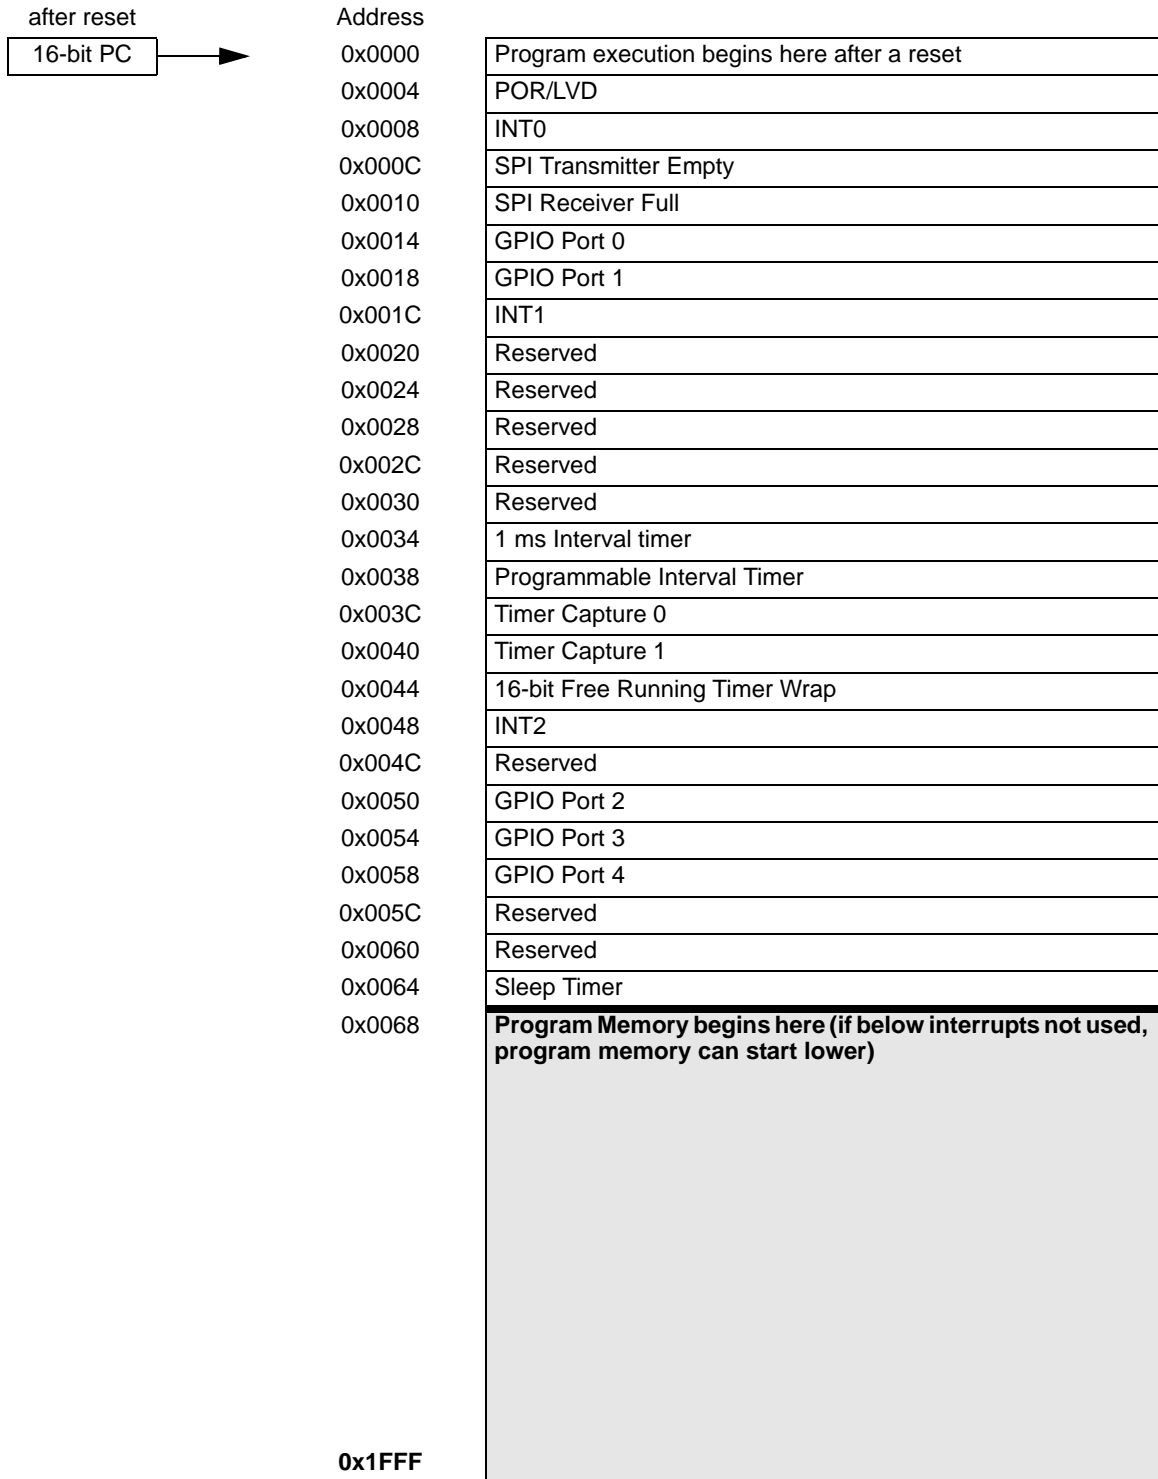 after reset Address
16-bit PC 0x0000 Program execution begins here after a reset
0x0004 POR/LVD
0x0008 INT0
0x000C SPI Transmitter Empty
0x0010 SPI Receiver Full
0x0014 GPIO Port 0
0x0018 GPIO Port 1
0x001C INT1
0x0020 Reserved
0x0024 Reserved
0x0028 Reserved
0x002C Reserved
0x0030 Reserved
0x0034 1 ms Interval timer
0x0038 Programmable Interval Timer
0x003C Timer Capture 0
0x0040 Timer Capture 1
0x0044 16-bit Free Running Timer Wrap
0x0048 INT2
0x004C Reserved
0x0050 GPIO Port 2
0x0054 GPIO Port 3
0x0058 GPIO Port 4
0x005C Reserved
0x0060 Reserved
0x0064 Sleep Timer
0x0068 Program Memory begins here (if below interrupts not used,
program memory can start lower)
0x1FFF